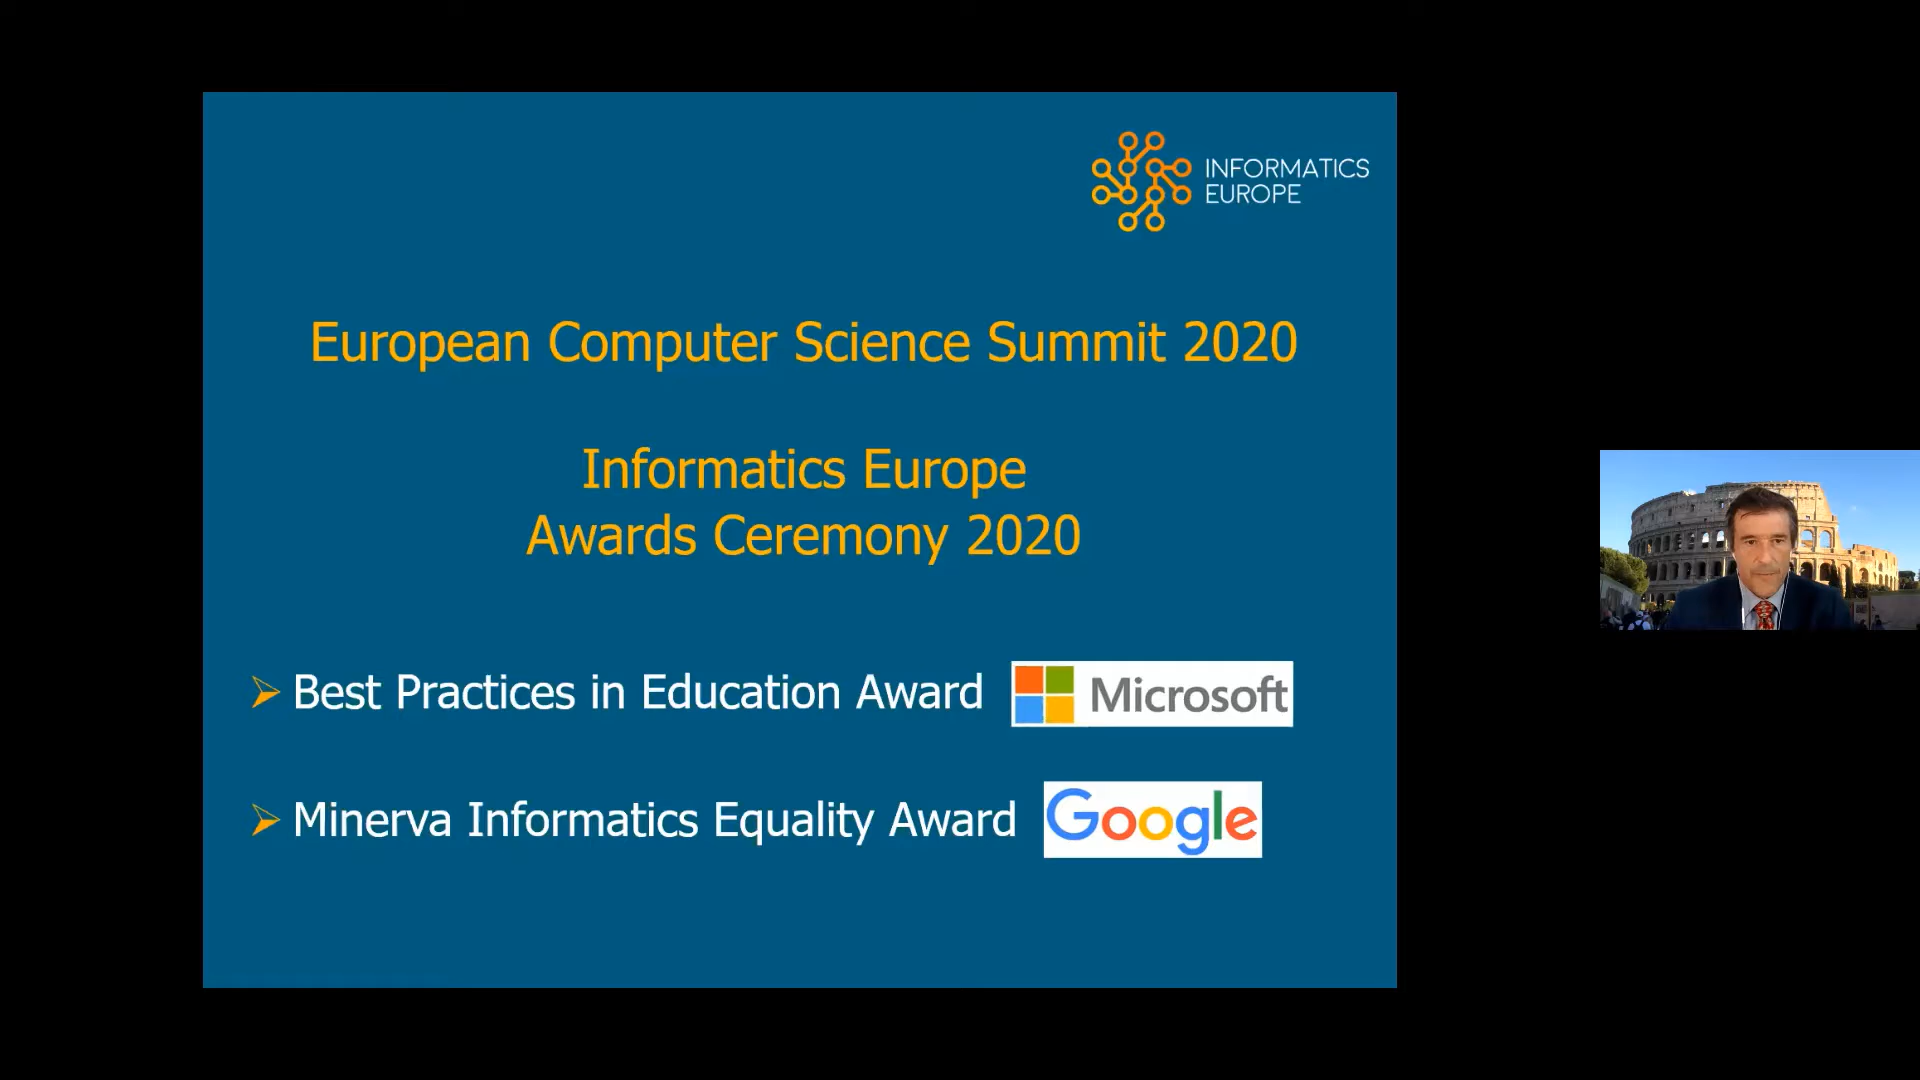 INFORMATICS
EUROPE
European Computer Science Summit 2020
Informatics Europe
Awards Ceremony 2020
Best Practices in Education Award Microsoft
Minerva Informatics Equality Award Google